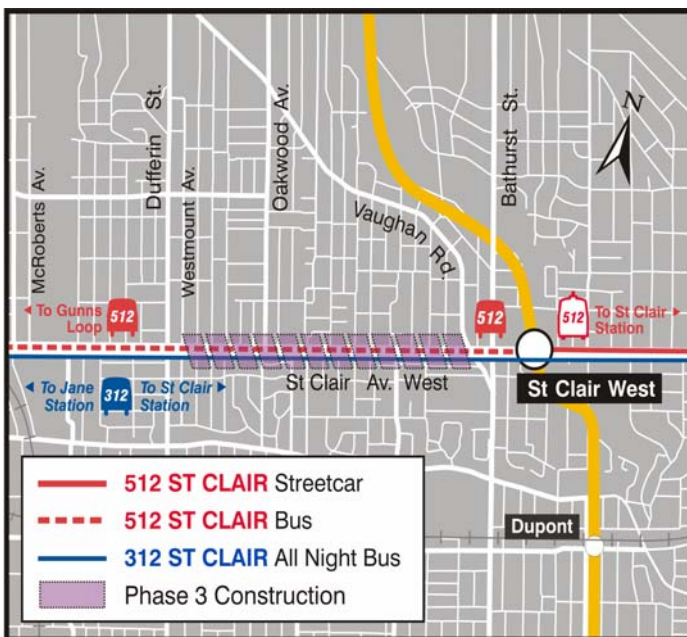 McRoberts Av.
Dufferin St.
Westmount Av.
Oakwood Av.
Vaughan Rd.
Bathurst St.
N
To Gunns
Loop
512
512
512
To St Clair
Station
To Jane
Station
312
To St Clair
Station
St Clair Av. West
St Clair West
Dupont
512 ST CLAIR Streetcar
512 ST CLAIR Bus
312 ST CLAIR All Night Bus
Phase 3 Construction